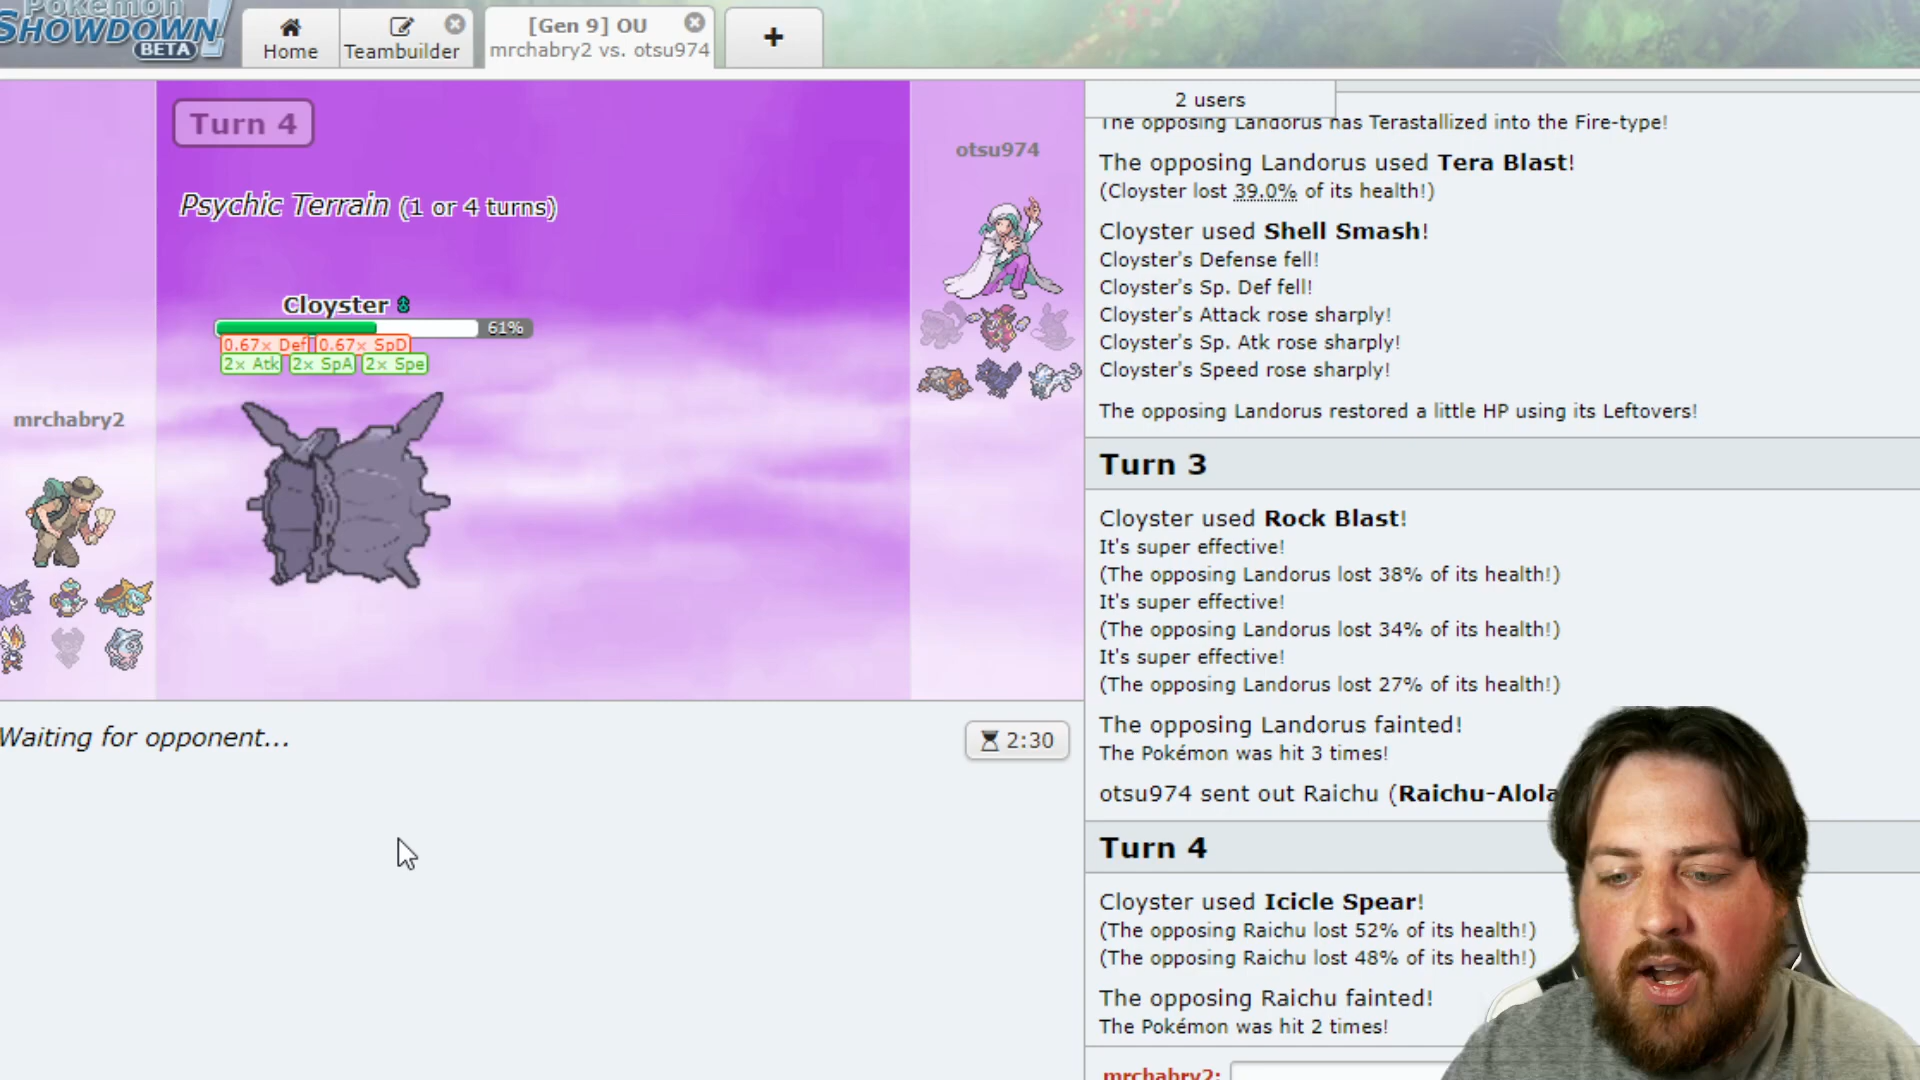 Pokémon
SHOWDOWN!
BETA
Home
Teambuilder
[Gen 9] OU
mrchabry2 vs. otsu974
+
Turn 4
Psychic Terrain (1 or 4 turns)
Cloyster
61%
0.67× Def 0.67× SpD
2× Atk 2× SpA 2× Spe
mrchabry2
otsu974
Waiting for opponent...
2:30
2 users
The opposing Landorus has Terastallized into the Fire-type!
The opposing Landorus used Tera Blast!
(Cloyster lost 39.0% of its health!)
Cloyster used Shell Smash!
Cloyster's Defense fell!
Cloyster's Sp. Def fell!
Cloyster's Attack rose sharply!
Cloyster's Sp. Atk rose sharply!
Cloyster's Speed rose sharply!
The opposing Landorus restored a little HP using its Leftovers!
Turn 3
Cloyster used Rock Blast!
It's super effective!
(The opposing Landorus lost 38% of its health!)
It's super effective!
(The opposing Landorus lost 34% of its health!)
It's super effective!
(The opposing Landorus lost 27% of its health!)
The opposing Landorus fainted!
The Pokémon was hit 3 times!
otsu974 sent out Raichu (Raichu-Alola
Turn 4
Cloyster used Icicle Spear!
(The opposing Raichu lost 52% of its health!)
(The opposing Raichu lost 48% of its health!)
The opposing Raichu fainted!
The Pokémon was hit 2 times!
mrchabry2: